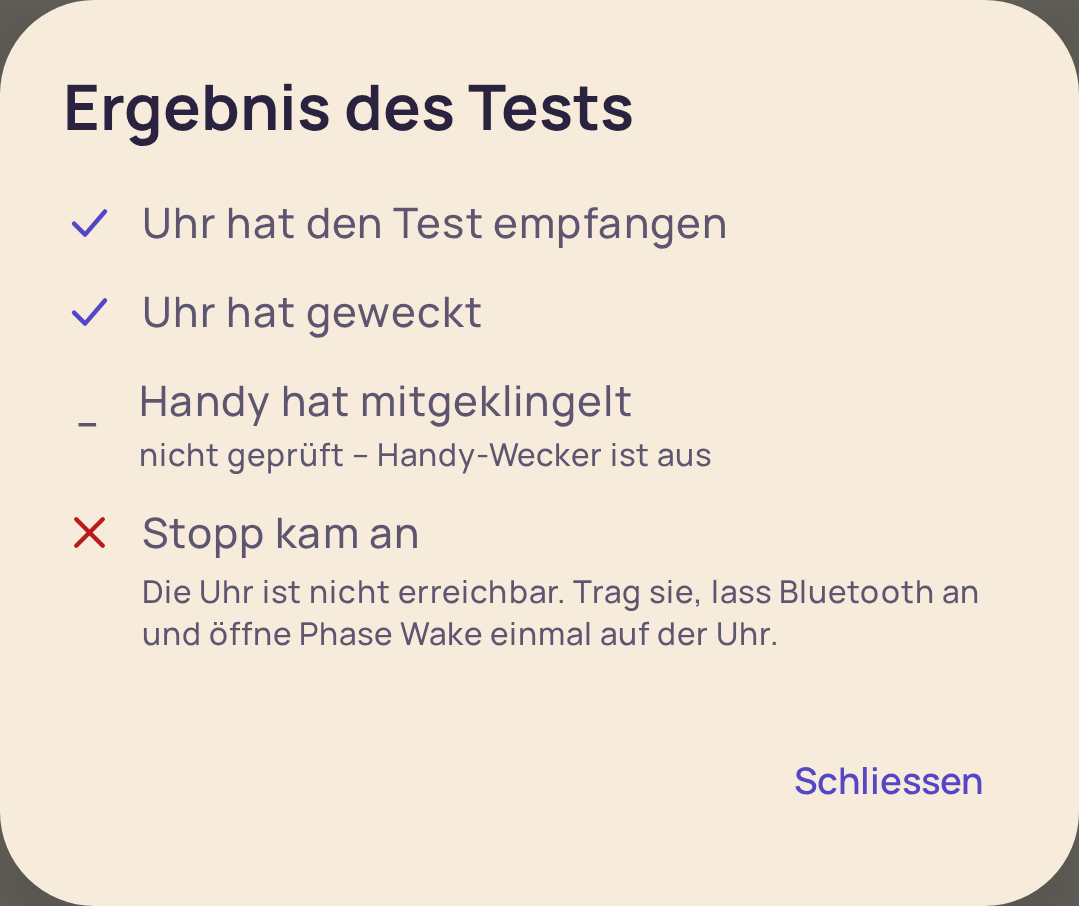 Ergebnis des Tests
Uhr hat den Test empfangen
Uhr hat geweckt
Handy hat mitgeklingelt
nicht geprüft – Handy-Wecker ist aus
Stopp kam an
Die Uhr ist nicht erreichbar. Trag sie, lass Bluetooth an
und öffne Phase Wake einmal auf der Uhr.
Schliessen